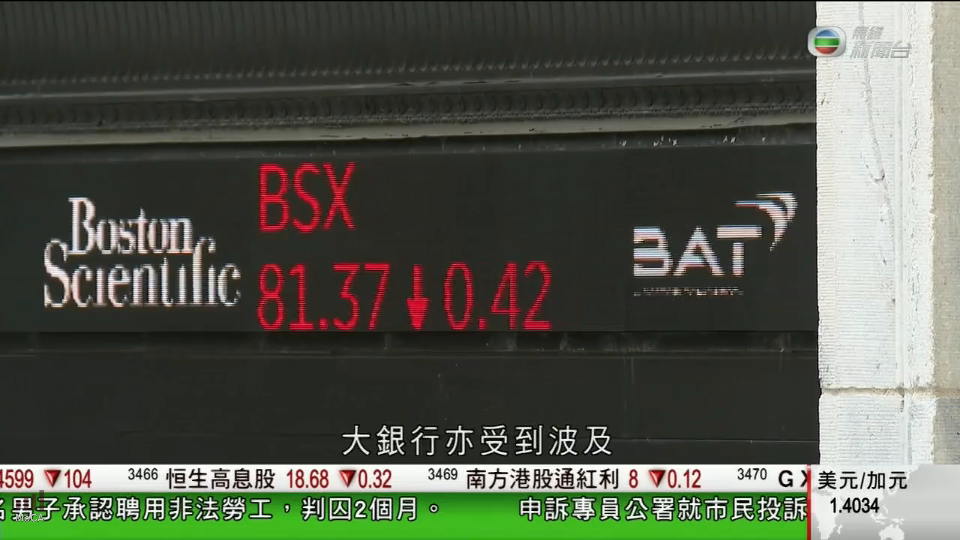 無綫
新聞台
Boston
Scientific
BSX
81.37 ↓ 0.42
BAT
大銀行亦受到波及
4599 ▼104 3466 恒生高息股 18.68 ▼0.32 3469 南方港股通紅利 8 ▼0.12 3470 G X
美元/加元
1.4034
名男子承認聘用非法勞工，判囚2個月。 申訴專員公署就市民投訴